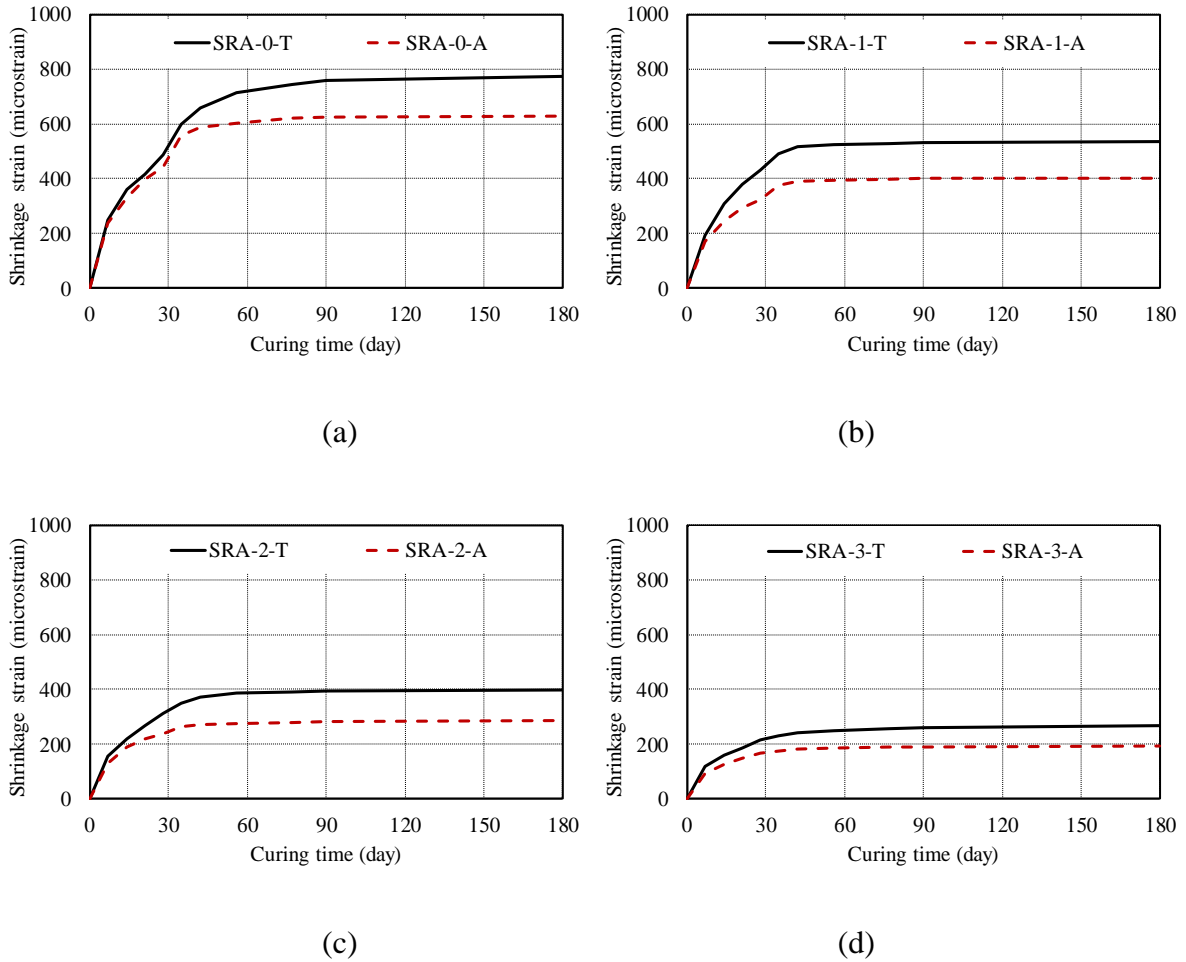 1000
800
600
400
200
0
Shrinkage strain (microstrain)
SRA-0-T SRA-0-A
0 30 60 90 120 150 180
Curing time (day)
(a)
1000
800
600
400
200
0
Shrinkage strain (microstrain)
SRA-1-T SRA-1-A
0 30 60 90 120 150 180
Curing time (day)
(b)
1000
800
600
400
200
0
Shrinkage strain (microstrain)
SRA-2-T SRA-2-A
0 30 60 90 120 150 180
Curing time (day)
(c)
1000
800
600
400
200
0
Shrinkage strain (microstrain)
SRA-3-T SRA-3-A
0 30 60 90 120 150 180
Curing time (day)
(d)